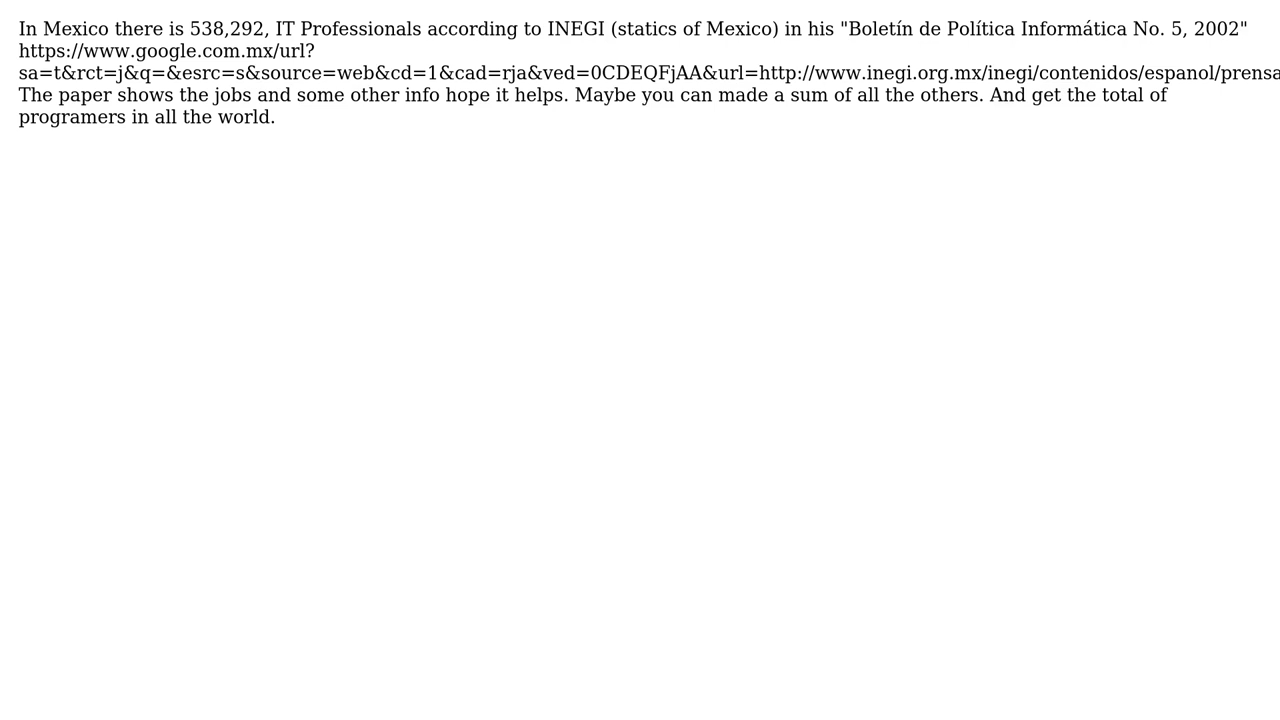 In Mexico there is 538,292, IT Professionals according to INEGI (statics of Mexico) in his "Boletín de Política Informática No. 5, 2002"
https://www.google.com.mx/url?
sa=t&rct=j&q=&esrc=s&source=web&cd=1&cad=rja&ved=0CDEQFjAA&url=http://www.inegi.org.mx/inegi/contenidos/espanol/prensa
The paper shows the jobs and some other info hope it helps. Maybe you can made a sum of all the others. And get the total of
programers in all the world.